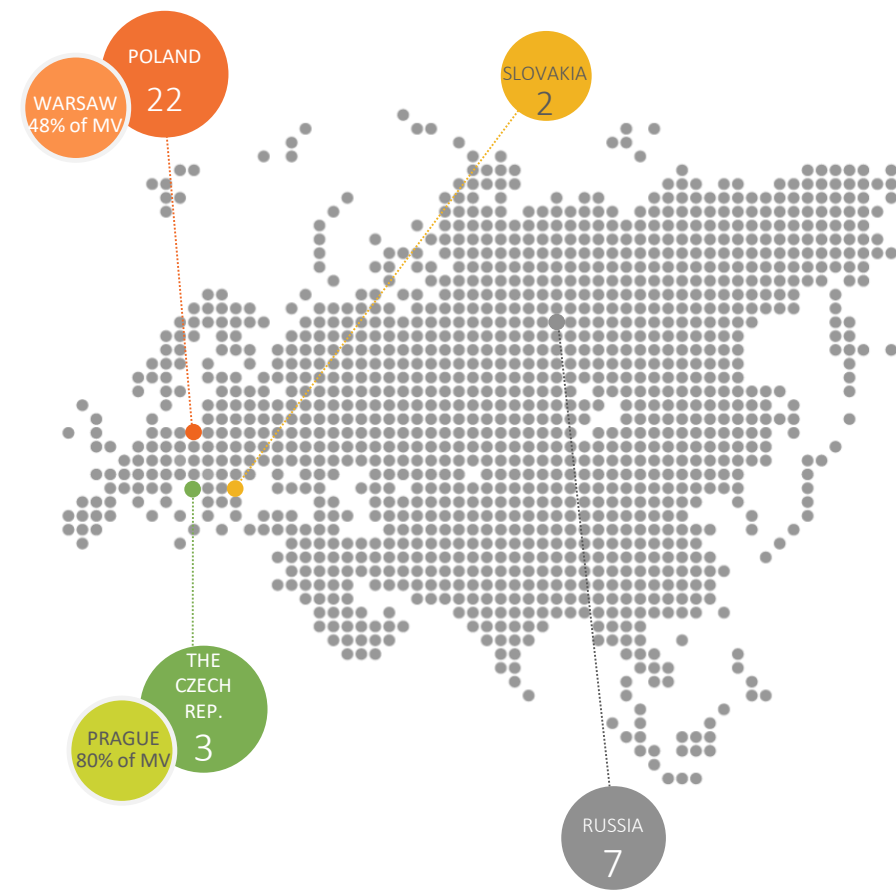 POLAND
22
WARSAW
48% of MV
SLOVAKIA
2
THE
CZECH
REP.
3
PRAGUE
80% of MV
RUSSIA
7